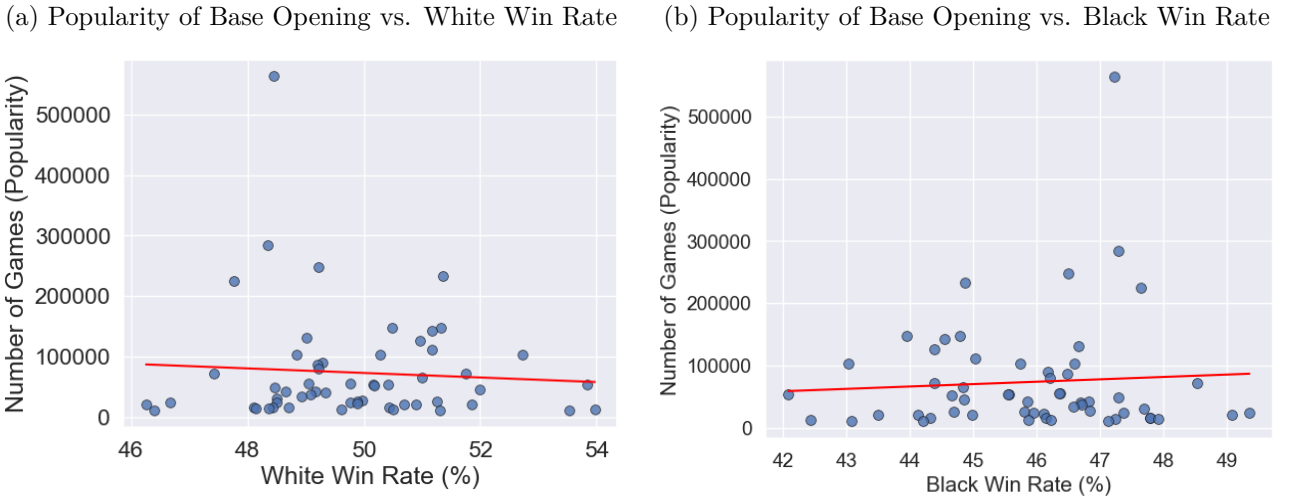 (a) Popularity of Base Opening vs. White Win Rate
Number of Games (Popularity)
500000
400000
300000
200000
100000
0
46 48 50 52 54
White Win Rate (%)
(b) Popularity of Base Opening vs. Black Win Rate
Number of Games (Popularity)
500000
400000
300000
200000
100000
0
42 43 44 45 46 47 48 49
Black Win Rate (%)